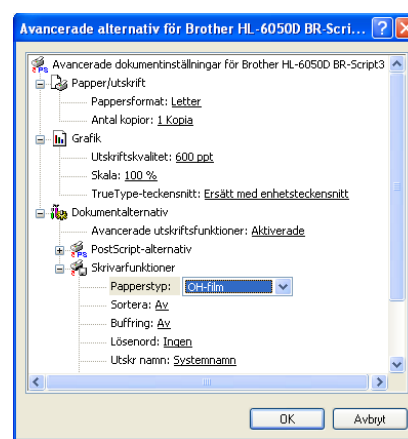 Avancerade alternativ för Brother HL-6050D BR-Scri...
Avancerade dokumentinställningar för Brother HL-6050D BR-Script3
Papper/utskrift
Pappersformat: Letter
Antal kopior: 1 Kopia
Grafik
Utskriftskvalitet: 600 ppt
Skala: 100 %
TrueType-teckensnitt: Ersätt med enhetsteckensnitt
Dokumentalternativ
Avancerade utskriftsfunktioner: Aktiverade
PostScript-alternativ
Skrivarfunktioner
Papperstyp: OH-film
Sortera: Av
Buffring: Av
Lösenord: Ingen
Utskr namn: Systemnamn
OK Avbryt